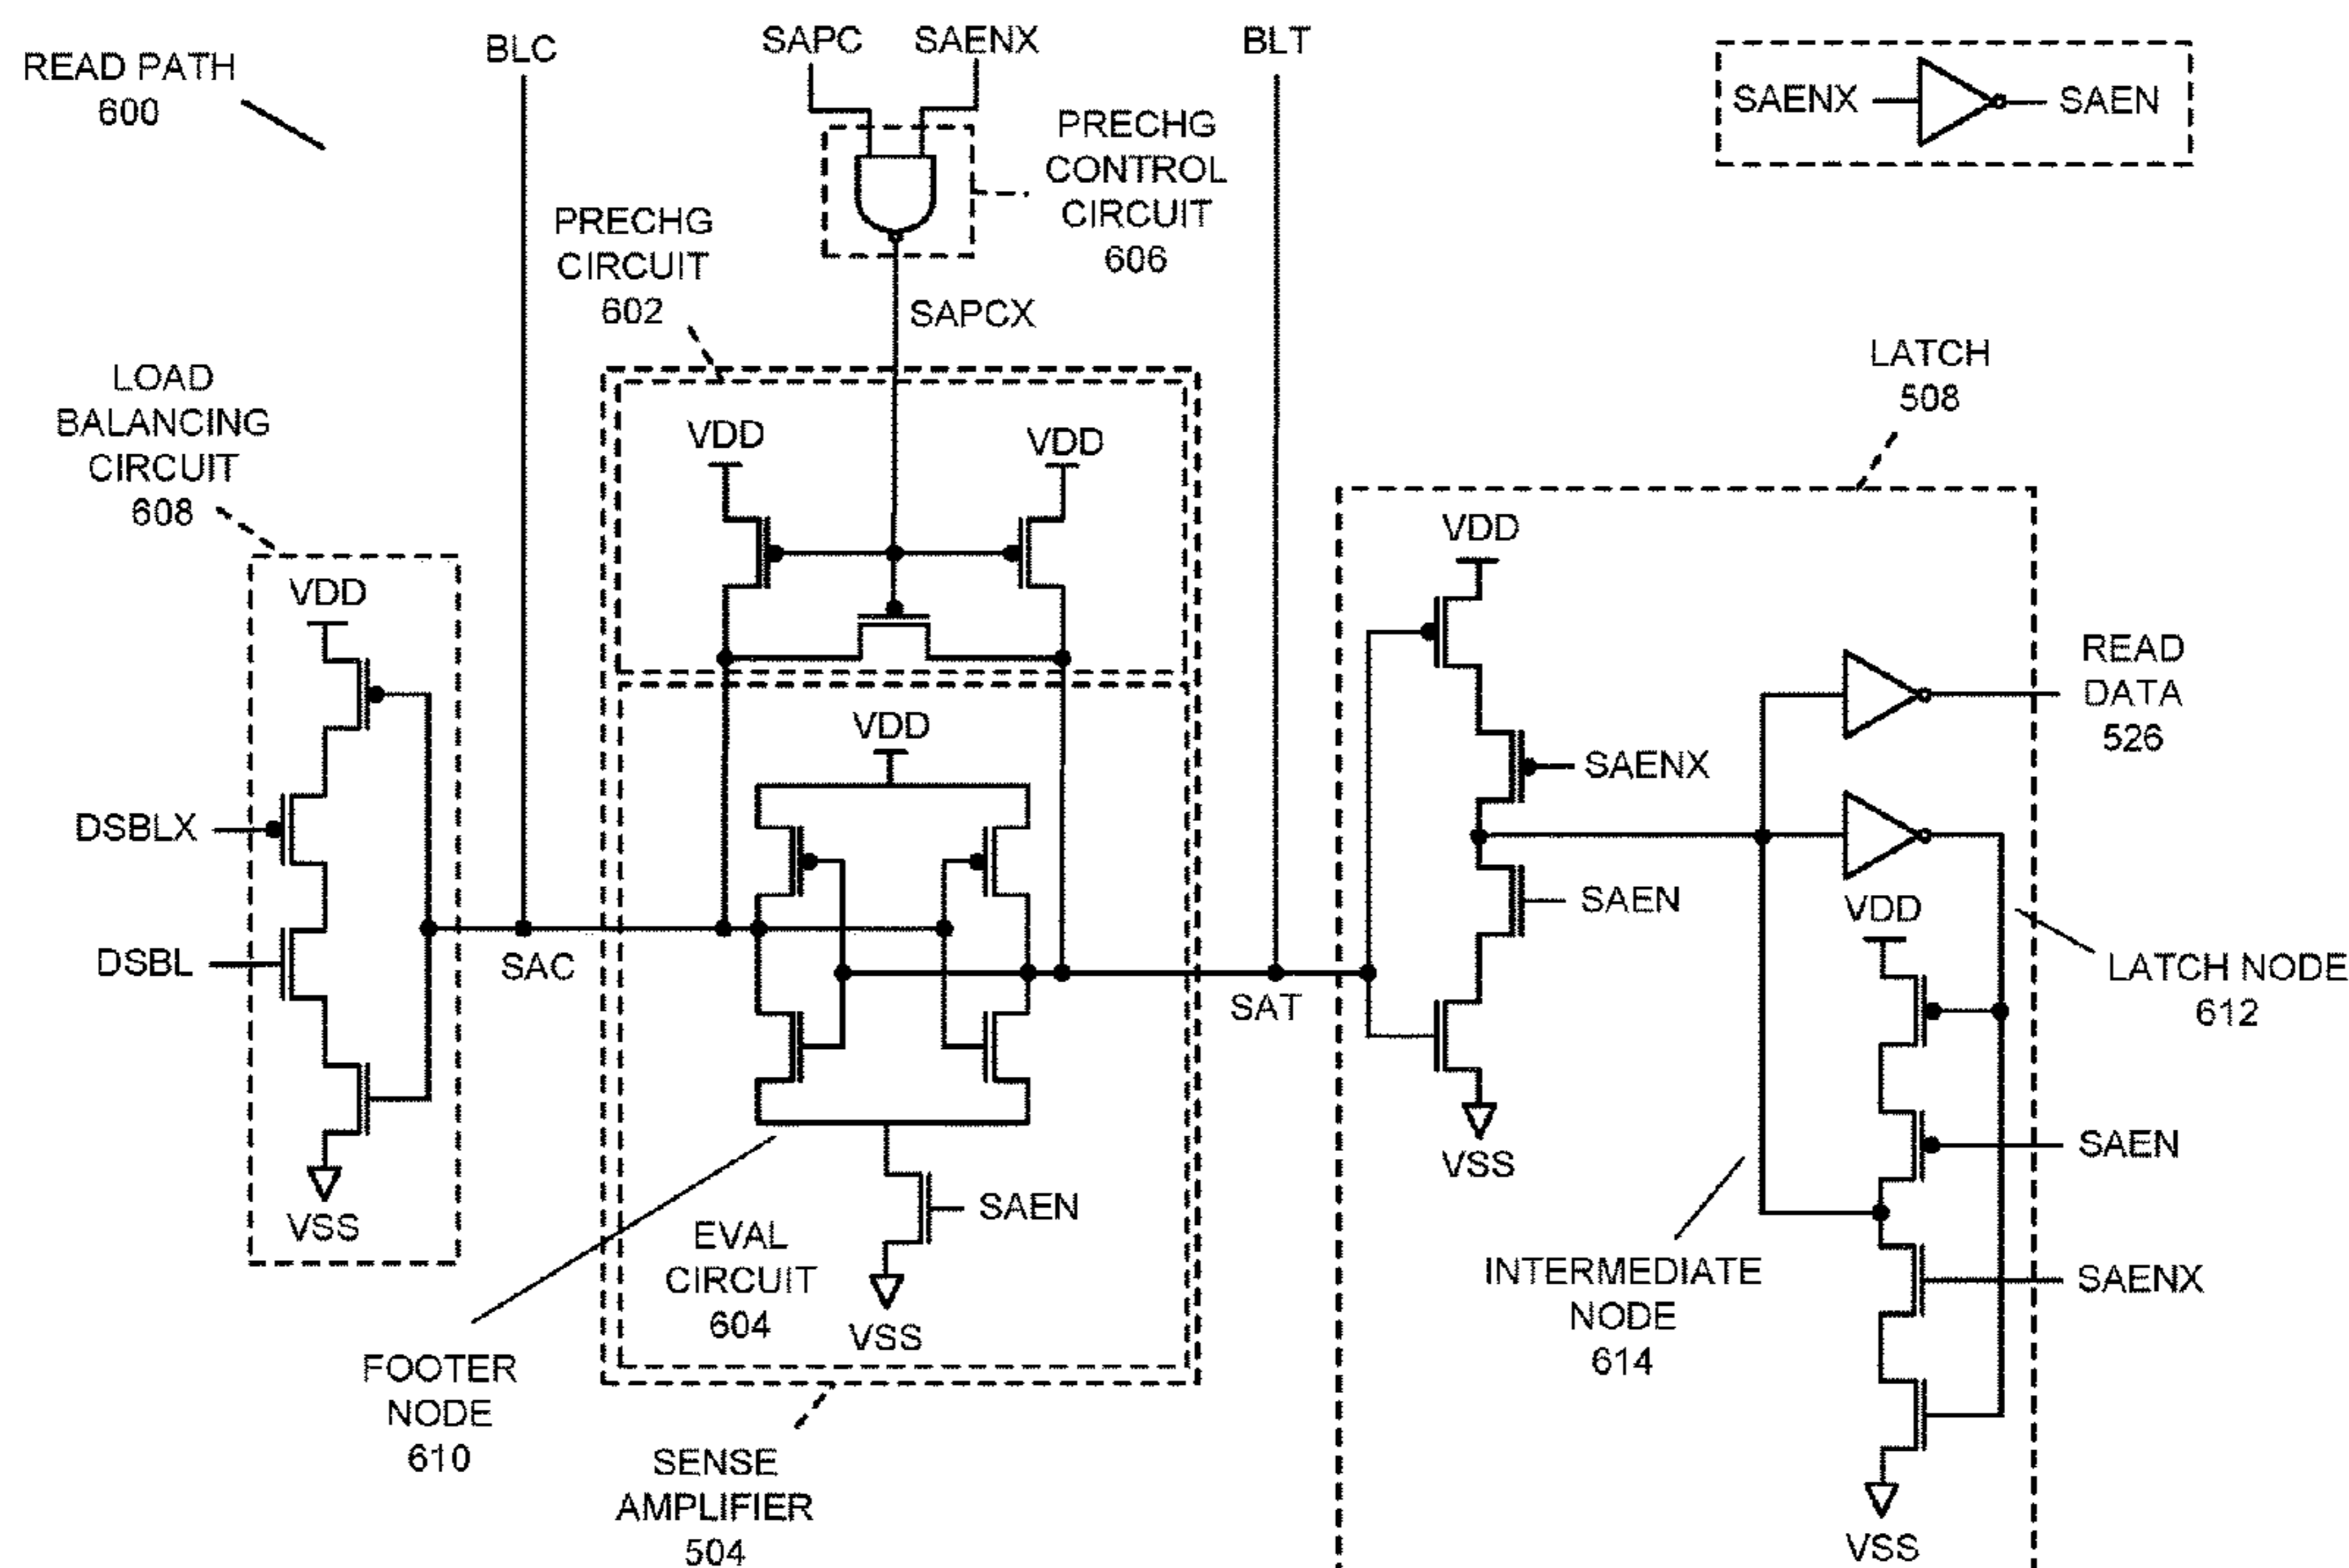 READ PATH
600
BLC
SAPC
SAENX
BLT
SAENX
SAEN
PRECHG
CONTROL
CIRCUIT
606
PRECHG
CIRCUIT
602
SAPCX
LOAD
BALANCING
CIRCUIT
608
LATCH
508
VDD
VDD
VDD
VDD
VDD
READ
DATA
526
SAENX
DSBLX
SAEN
VDD
DSBL
SAC
SAT
LATCH NODE
612
VSS
SAEN
VSS
SAEN
EVAL
CIRCUIT
604
INTERMEDIATE
NODE
614
SAENX
VSS
FOOTER
NODE
610
SENSE
AMPLIFIER
504
VSS